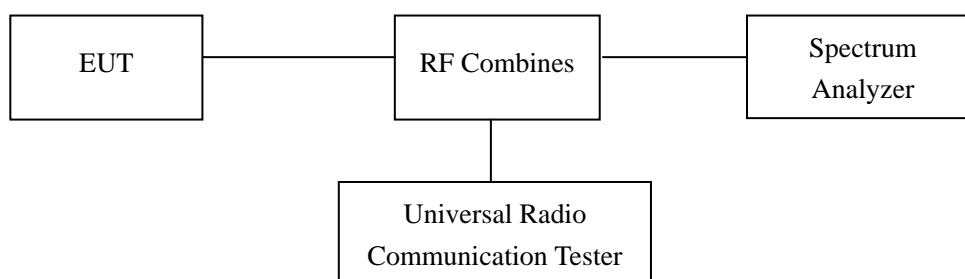 EUT
RF Combines
Spectrum
Analyzer
Universal Radio
Communication Tester